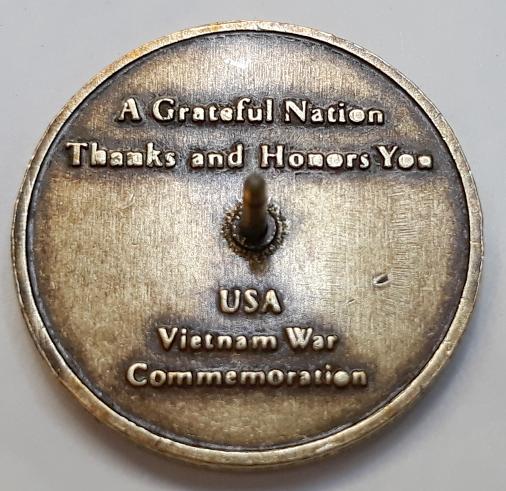 A Grateful Nation
Thanks and Honors You
USA
Vietnam War
Commemoration